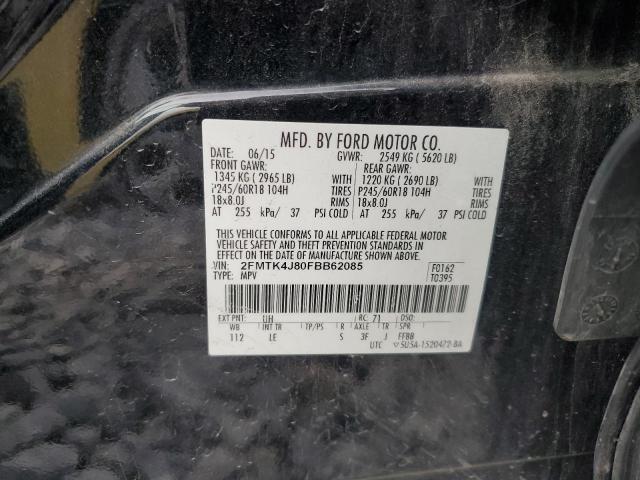 MFD. BY FORD MOTOR CO.
DATE: 06/15 GVWR: 2549 KG ( 5620 LB)
FRONT GAWR: REAR GAWR:
1345 KG ( 2965 LB) WITH 1220 KG ( 2690 LB) WITH
P245/60R18 104H TIRES P245/60R18 104H TIRES
18x8.0J RIMS 18x8.0J RIMS
AT 255 kPa/ 37 PSI COLD AT 255 kPa/ 37 PSI COLD
THIS VEHICLE CONFORMS TO ALL APPLICABLE FEDERAL MOTOR
VEHICLE SAFETY AND THEFT PREVENTION STANDARDS IN
EFFECT ON THE DATE OF MANUFACTURE SHOWN ABOVE.
VIN: 2FMTK4J80FBB62085 F0162
TYPE: MPV T0395
EXT PNT: UH RC: 71 DSO:
WB INT TR TP/PS R AXLE TR SPR
112 LE S 3F J FFBB
UTC ▽5U5A-1520472-BA